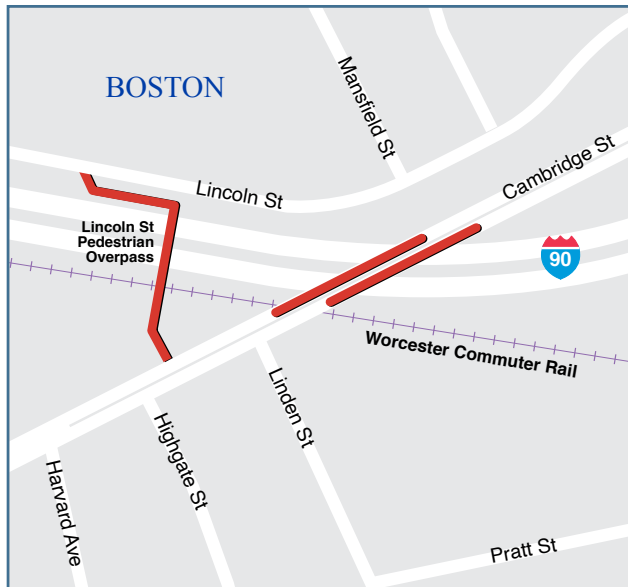 BOSTON
Mansfield St
Cambridge St
Lincoln St
Lincoln St
Pedestrian
Overpass
90
Worcester Commuter Rail
Linden St
Highgate St
Harvard Ave
Pratt St